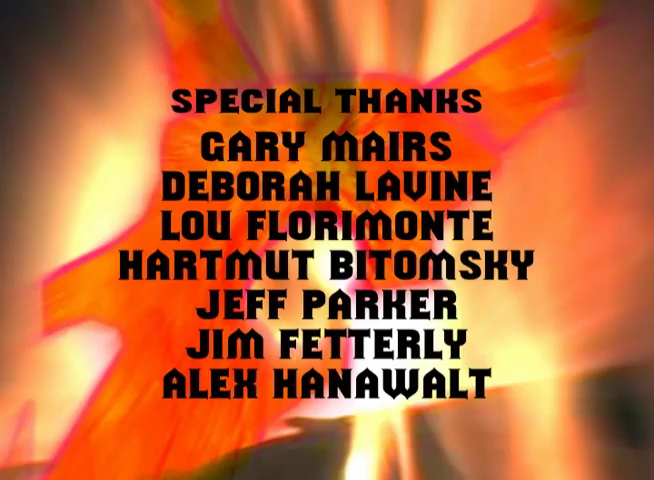 SPECIAL THANKS
GARY MAIRS
DEBORAH LAVINE
LOU FLORIMONTE
HARTMUT BITOMSKY
JEFF PARKER
JIM FETTERLY
ALEX HANAWALT